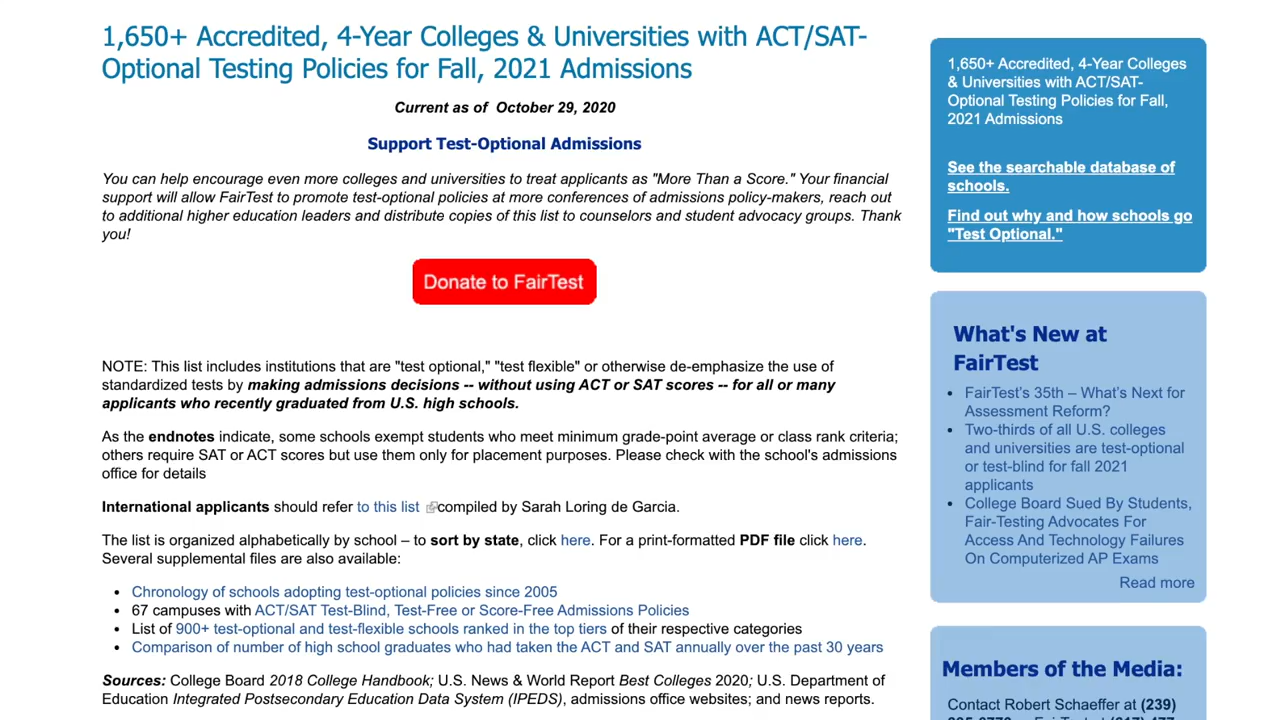 1,650+ Accredited, 4-Year Colleges & Universities with ACT/SAT-
Optional Testing Policies for Fall, 2021 Admissions
Current as of  October 29, 2020
Support Test-Optional Admissions
You can help encourage even more colleges and universities to treat applicants as "More Than a Score." Your financial
support will allow FairTest to promote test-optional policies at more conferences of admissions policy-makers, reach out
to additional higher education leaders and distribute copies of this list to counselors and student advocacy groups. Thank
you!
Donate to FairTest
NOTE: This list includes institutions that are "test optional," "test flexible" or otherwise de-emphasize the use of
standardized tests by making admissions decisions -- without using ACT or SAT scores -- for all or many
applicants who recently graduated from U.S. high schools.
As the endnotes indicate, some schools exempt students who meet minimum grade-point average or class rank criteria;
others require SAT or ACT scores but use them only for placement purposes. Please check with the school's admissions
office for details
International applicants should refer to this list compiled by Sarah Loring de Garcia.
The list is organized alphabetically by school – to sort by state, click here. For a print-formatted PDF file click here.
Several supplemental files are also available:
• Chronology of schools adopting test-optional policies since 2005
• 67 campuses with ACT/SAT Test-Blind, Test-Free or Score-Free Admissions Policies
• List of 900+ test-optional and test-flexible schools ranked in the top tiers of their respective categories
• Comparison of number of high school graduates who had taken the ACT and SAT annually over the past 30 years
Sources: College Board 2018 College Handbook; U.S. News & World Report Best Colleges 2020; U.S. Department of
Education Integrated Postsecondary Education Data System (IPEDS), admissions office websites; and news reports.
1,650+ Accredited, 4-Year Colleges
& Universities with ACT/SAT-
Optional Testing Policies for Fall,
2021 Admissions
See the searchable database of
schools.
Find out why and how schools go
"Test Optional."
What's New at
FairTest
• FairTest's 35th – What's Next for
Assessment Reform?
• Two-thirds of all U.S. colleges
and universities are test-optional
or test-blind for fall 2021
applicants
• College Board Sued By Students,
Fair-Testing Advocates For
Access And Technology Failures
On Computerized AP Exams
Read more
Members of the Media:
Contact Robert Schaeffer at (239)